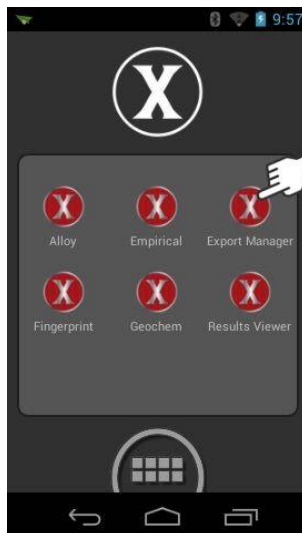 9:57
X
X X X
Alloy Empirical Export Manager
X X X
Fingerprint Geochem Results Viewer